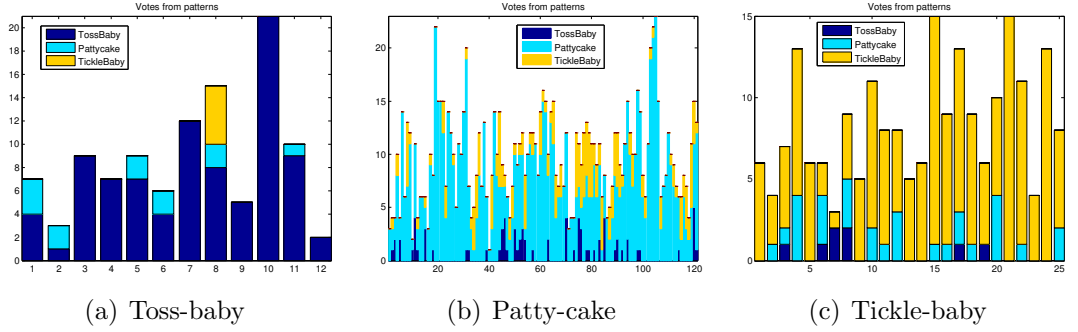 Votes from patterns
21
20
18
16
14
12
10
8
6
4
2
0
1 2 3 4 5 6 7 8 9 10 11 12
TossBaby
Pattycake
TickleBaby
(a) Toss-baby
Votes from patterns
20
15
10
5
0
20 40 60 80 100 120
TossBaby
Pattycake
TickleBaby
(b) Patty-cake
Votes from patterns
15
10
5
0
5 10 15 20 25
TossBaby
Pattycake
TickleBaby
(c) Tickle-baby